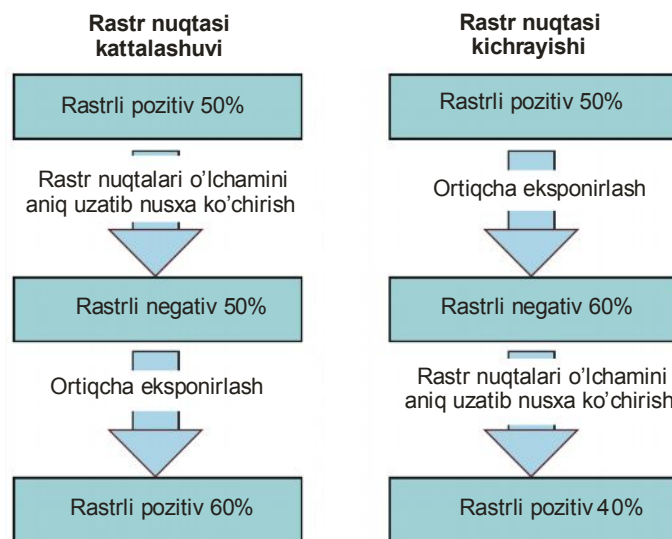 Rastr nuqtasi
kattalashuvi
Rastrli pozitiv 50%
Rastr nuqtalari o’lchamini
aniq uzatib nusxa ko’chirish
Rastrli negativ 50%
Ortiqcha eksponirlash
Rastrli pozitiv 60%
Rastr nuqtasi
kichrayishi
Rastrli pozitiv 50%
Ortiqcha eksponirlash
Rastrli negativ 60%
Rastr nuqtalari o’lchamini
aniq uzatib nusxa ko’chirish
Rastrli pozitiv 40%